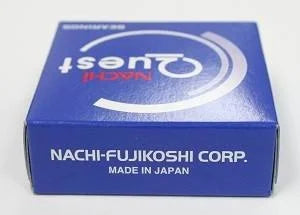 BEARINGS
NACHI
Quest
NACHI-FUJIKOSHI CORP.
MADE IN JAPAN